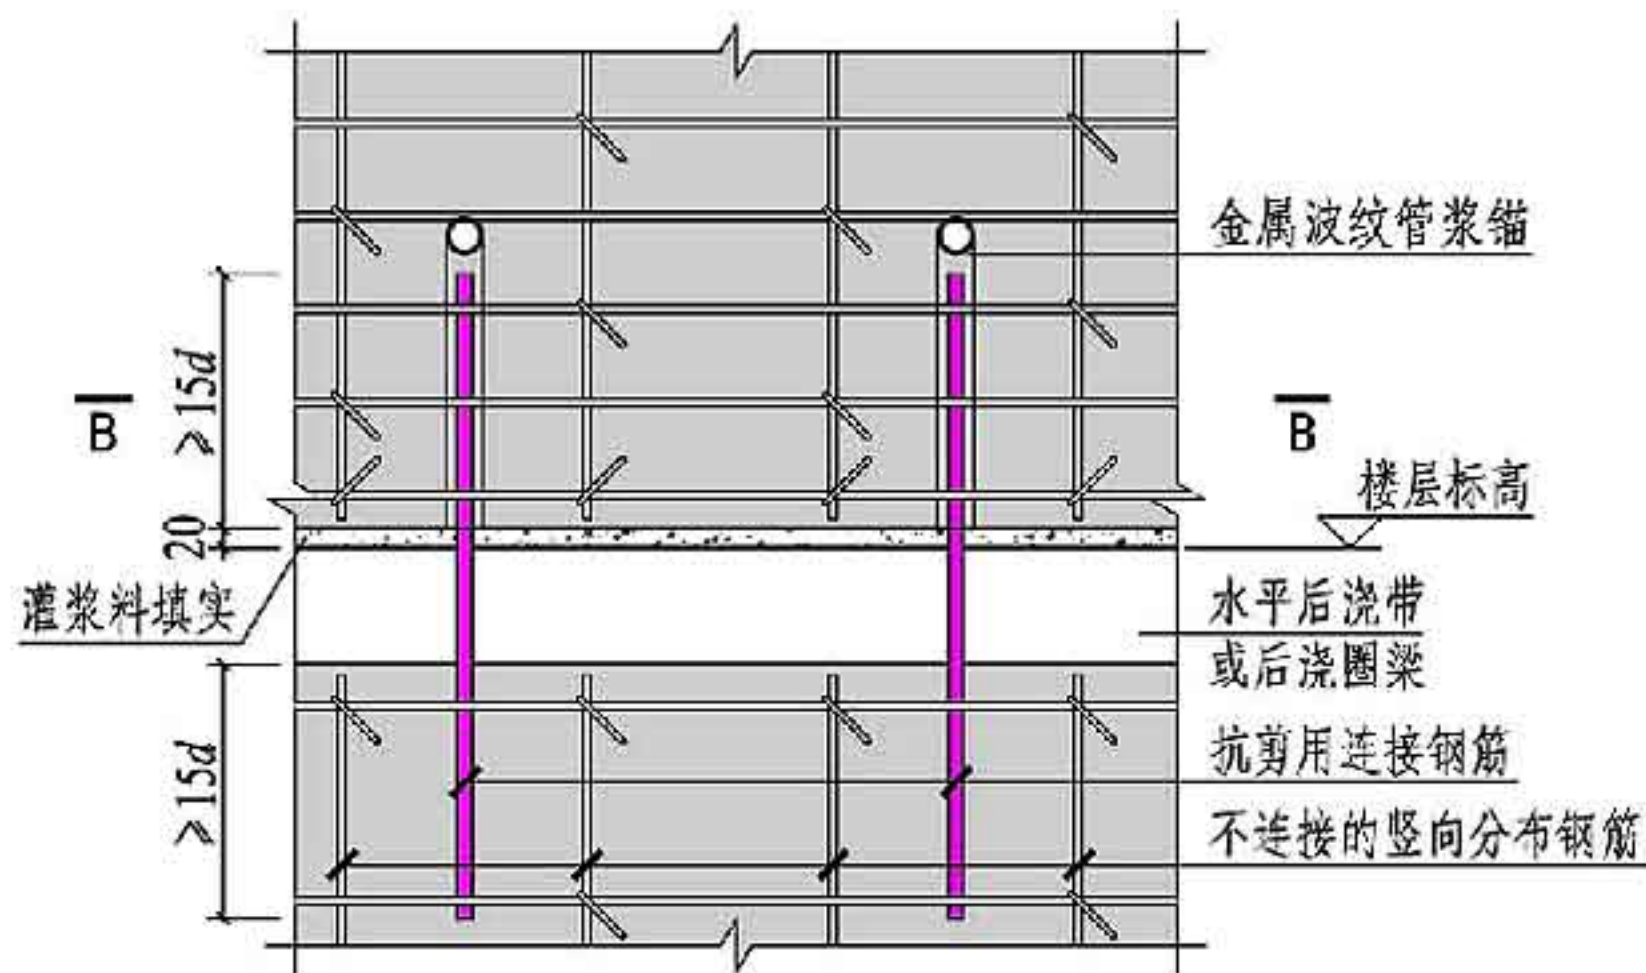 金属波纹管浆锚
≥15d
B
B
楼层标高
20
灌浆料填实
水平后浇带
或后浇圈梁
抗剪用连接钢筋
≥15d
不连接的竖向分布钢筋